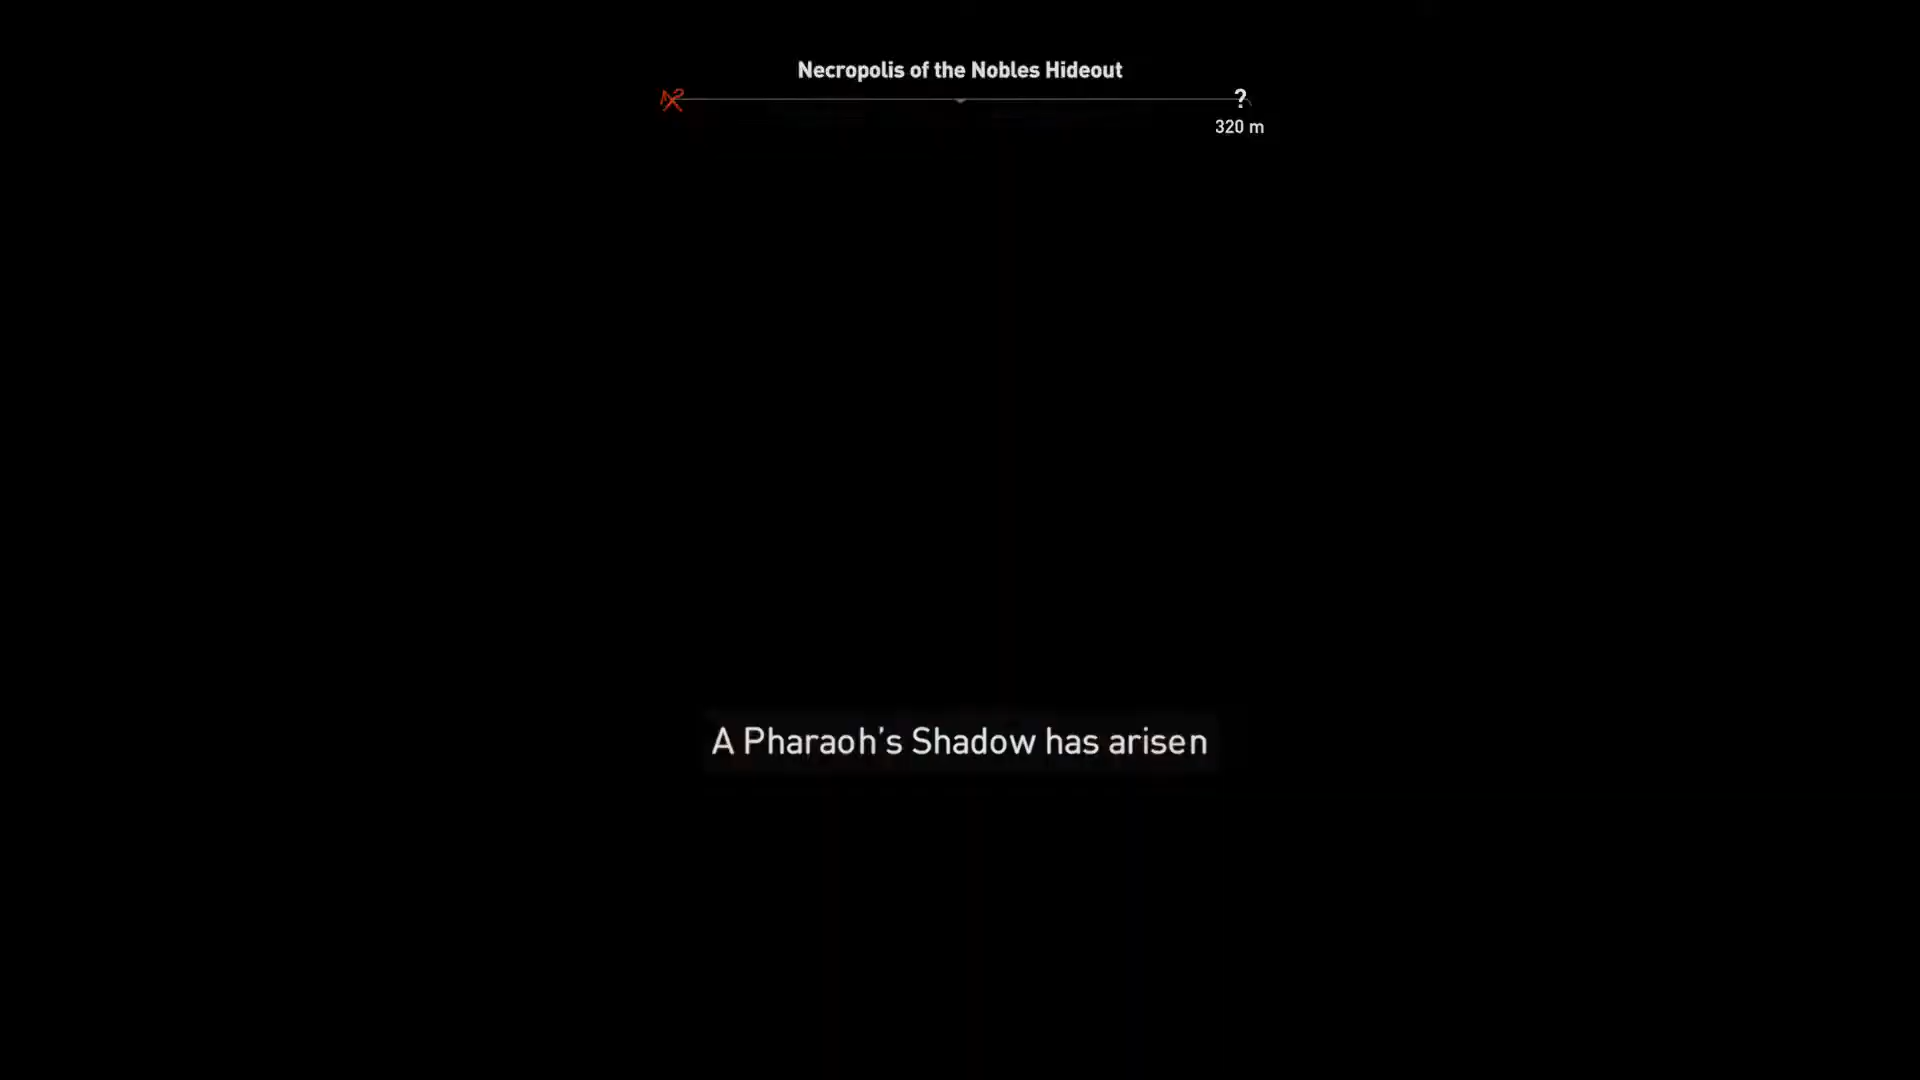 Necropolis of the Nobles Hideout
?
320 m
A Pharaoh's Shadow has arisen